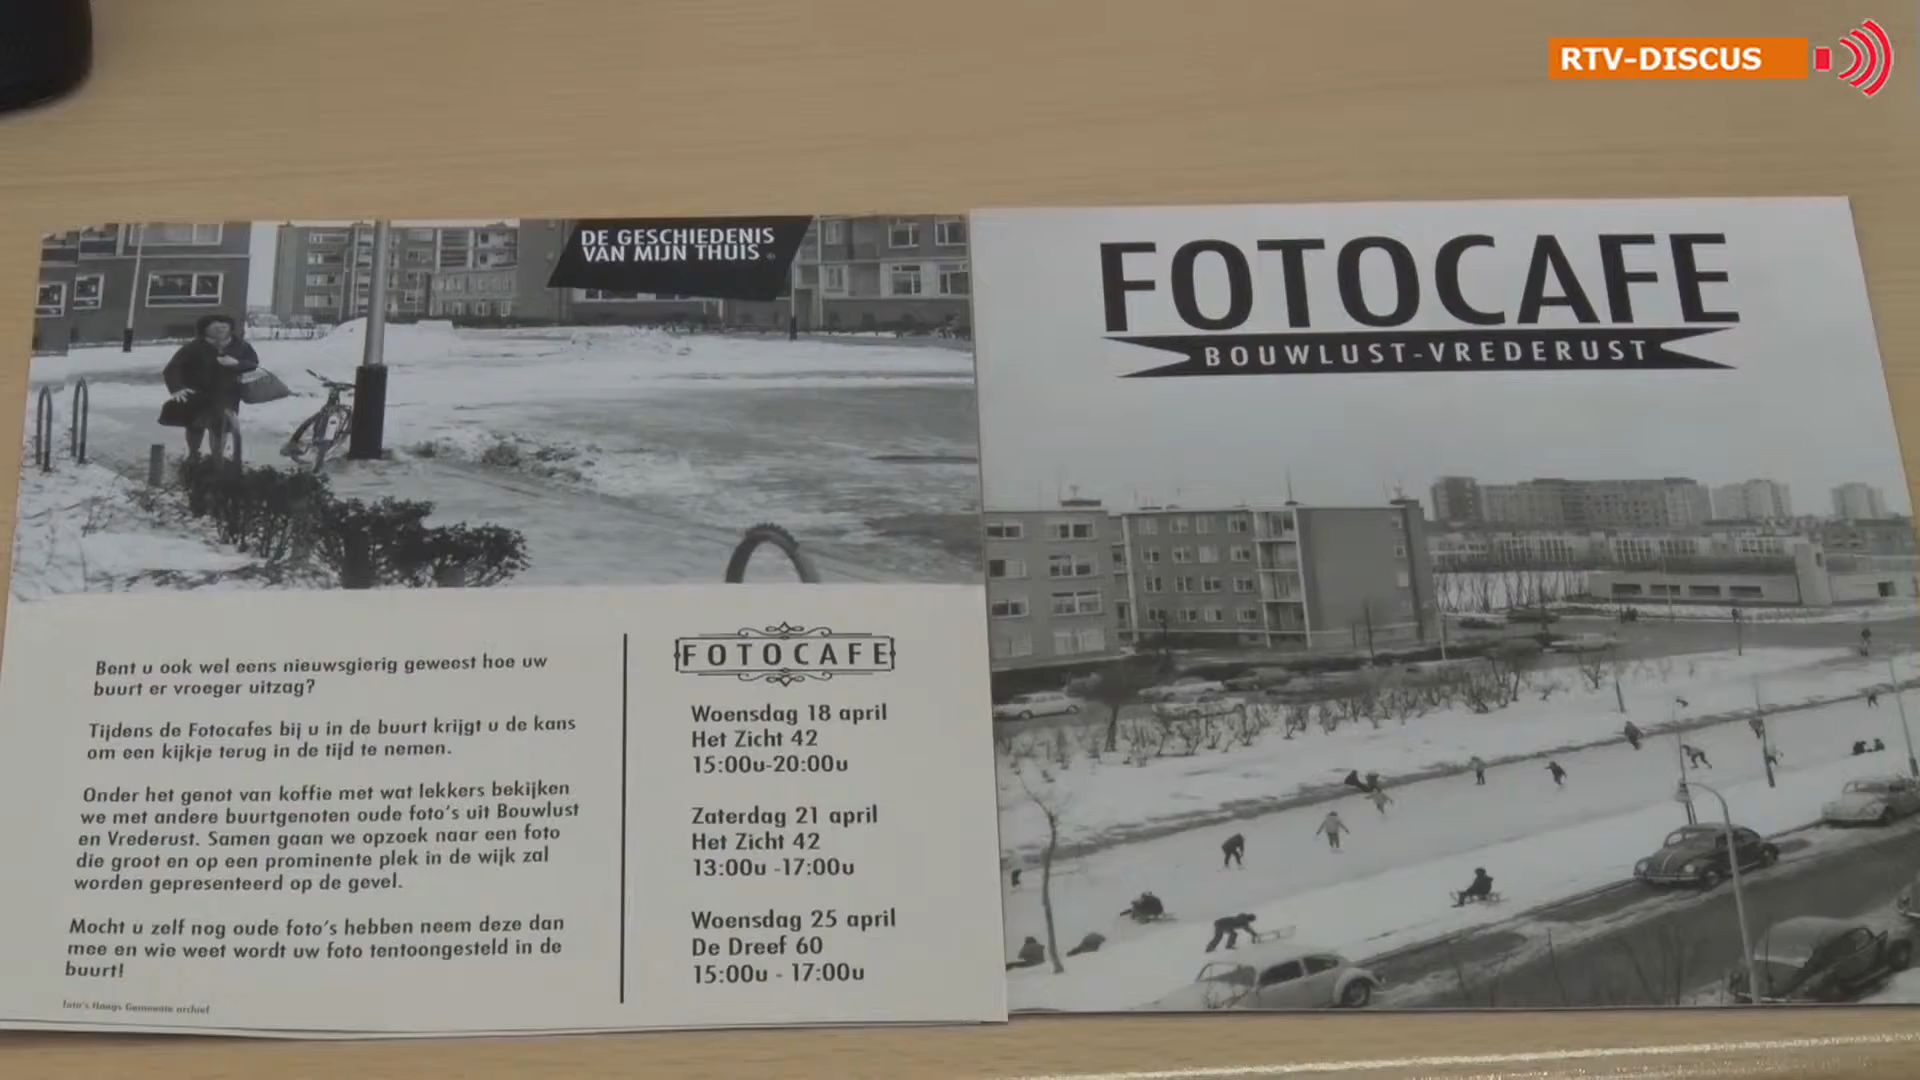 RTV-DISCUS
DE GESCHIEDENIS
VAN MIJN THUIS
Bent u ook wel eens nieuwsgierig geweest hoe uw
buurt er vroeger uitzag?
Tijdens de Fotocafes bij u in de buurt krijgt u de kans
om een kijkje terug in de tijd te nemen.
Onder het genot van koffie met wat lekkers bekijken
we met andere buurtgenoten oude foto's uit Bouwlust
en Vrederust. Samen gaan we opzoek naar een foto
die groot en op een prominente plek in de wijk zal
worden gepresenteerd op de gevel.
Mocht u zelf nog oude foto's hebben neem deze dan
mee en wie weet wordt uw foto tentoongesteld in de
buurt!
foto's Haags Gemeente archief
FOTOCAFE
Woensdag 18 april
Het Zicht 42
15:00u-20:00u
Zaterdag 21 april
Het Zicht 42
13:00u -17:00u
Woensdag 25 april
De Dreef 60
15:00u - 17:00u
FOTOCAFE
BOUWLUST-VREDERUST